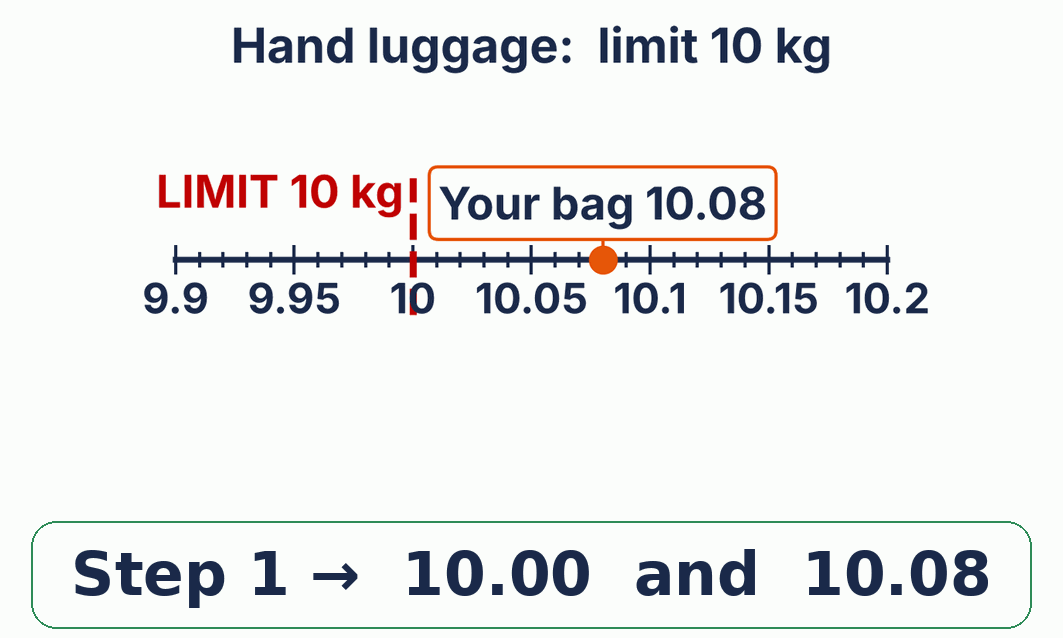 Hand luggage:  limit 10 kg
LIMIT 10 kg
Your bag 10.08
9.9 9.95 10 10.05 10.1 10.15 10.2
Step 1 → 10.00 and 10.08